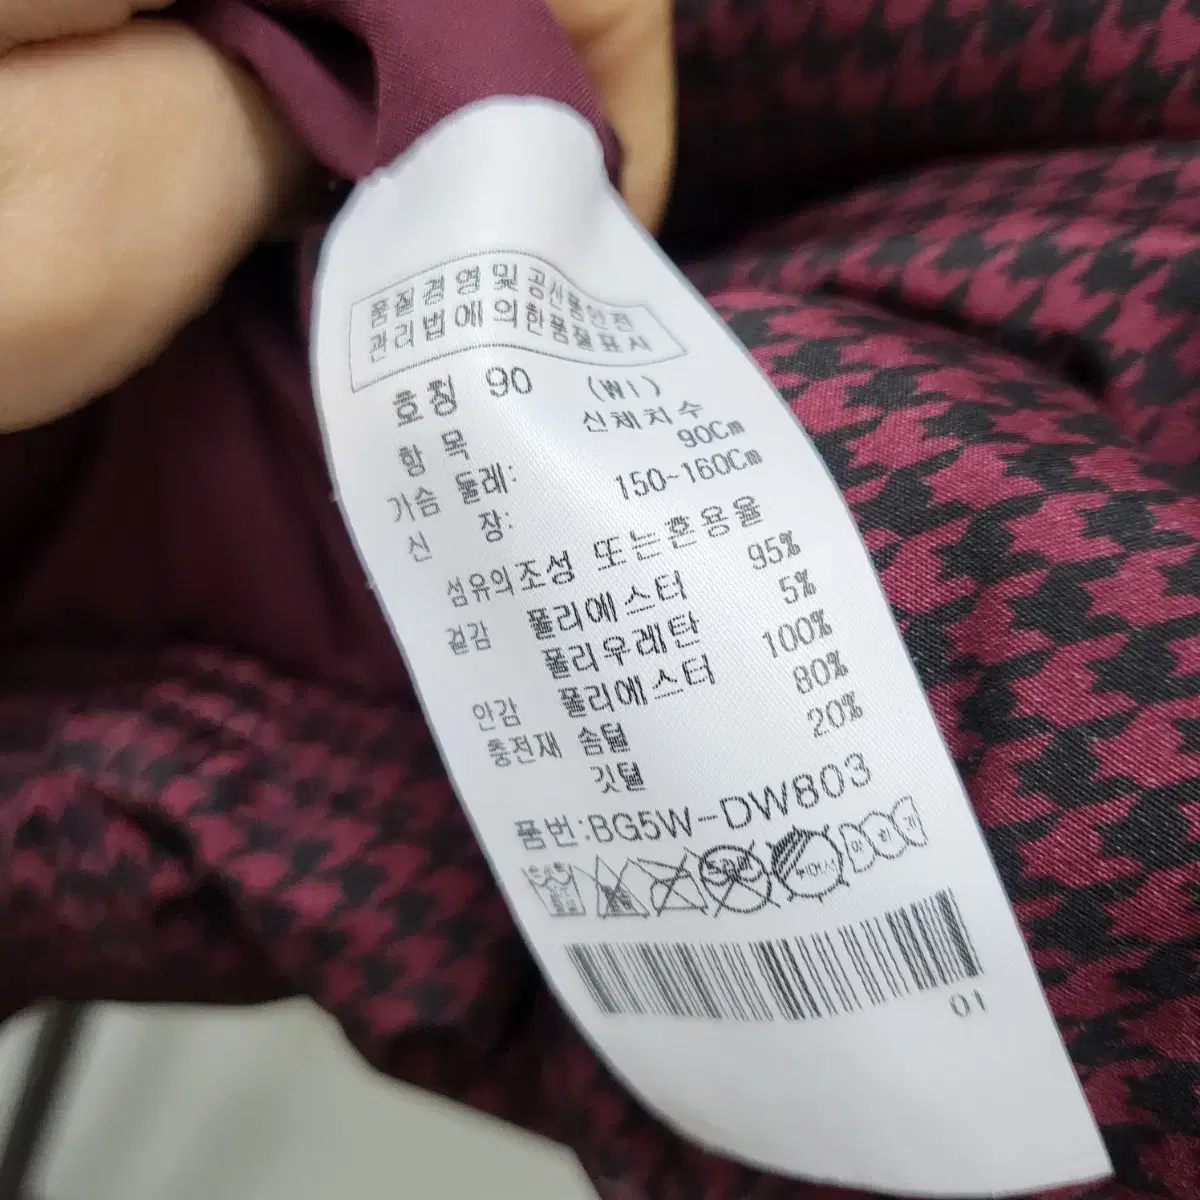 품질경영 및 공산품안전
관리법에 의한품질표시
호칭 90 (WI)
항 목 신체치수
가슴 둘레: 90Cm
신 장: 150~160Cm
섬유의조성 또는혼용율
겉감 폴리에스터 95%
폴리우레탄 5%
안감 폴리에스터 100%
충전재 솜털 80%
깃털 20%
품번:BG5W-DW803
01